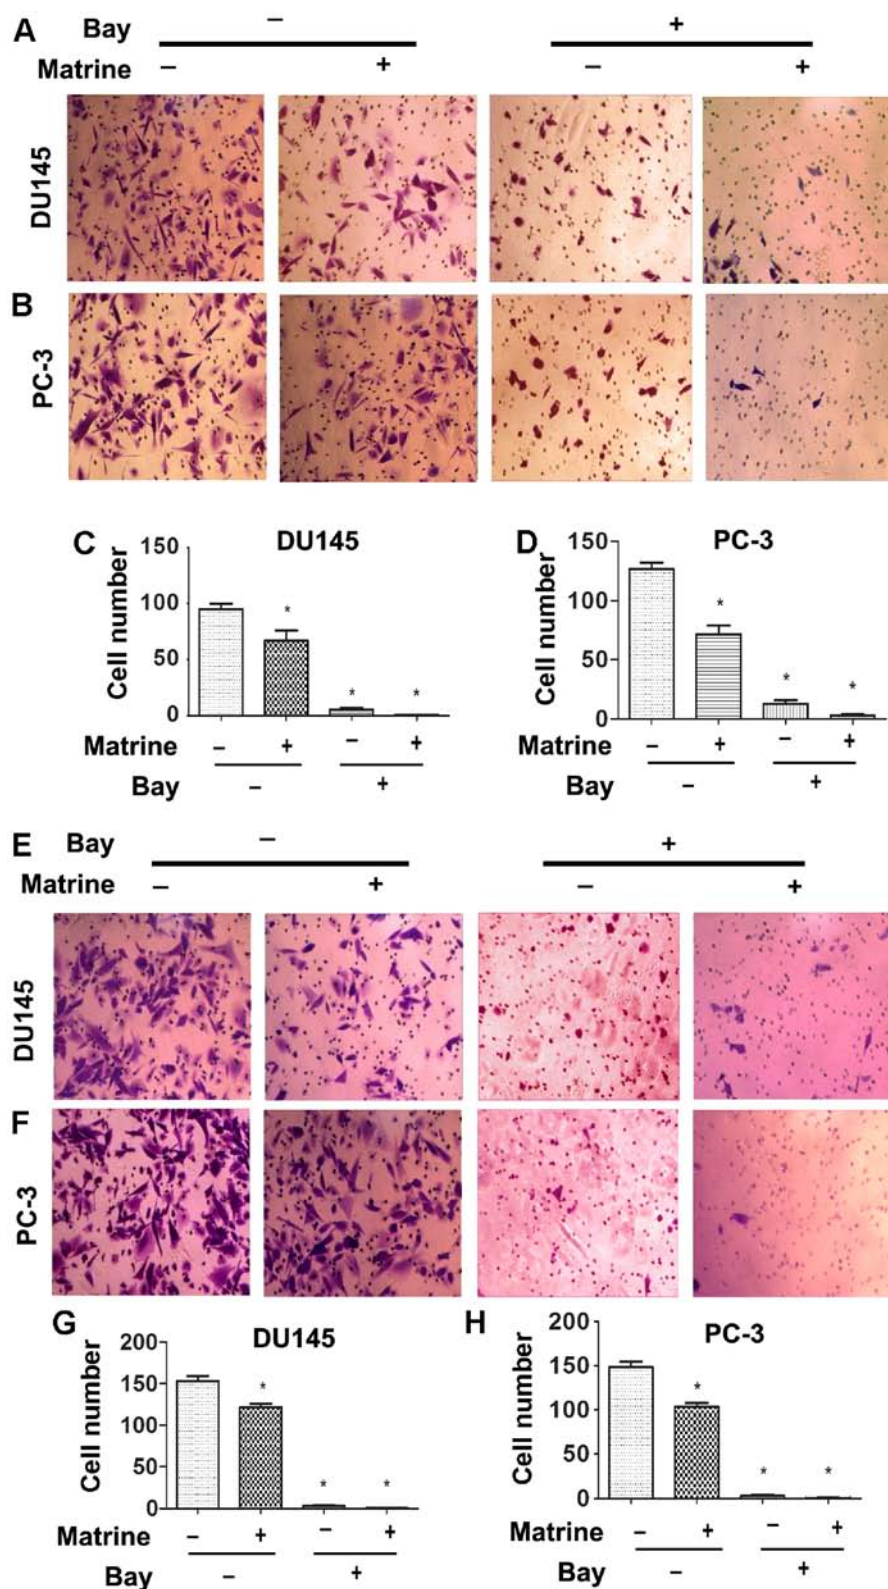 A Bay – +
Matrine – + – +
DU145
B
PC-3
C DU145
Cell number
150
100
50
0
Matrine – + – +
Bay – +
* * *
D PC-3
Cell number
150
100
50
0
Matrine – + – +
Bay – +
* * *
E Bay – +
Matrine – + – +
DU145
F
PC-3
G DU145
Cell number
200
150
100
50
0
Matrine – + – +
Bay – +
* * *
H PC-3
Cell number
200
150
100
50
0
Matrine – + – +
Bay – +
* * *